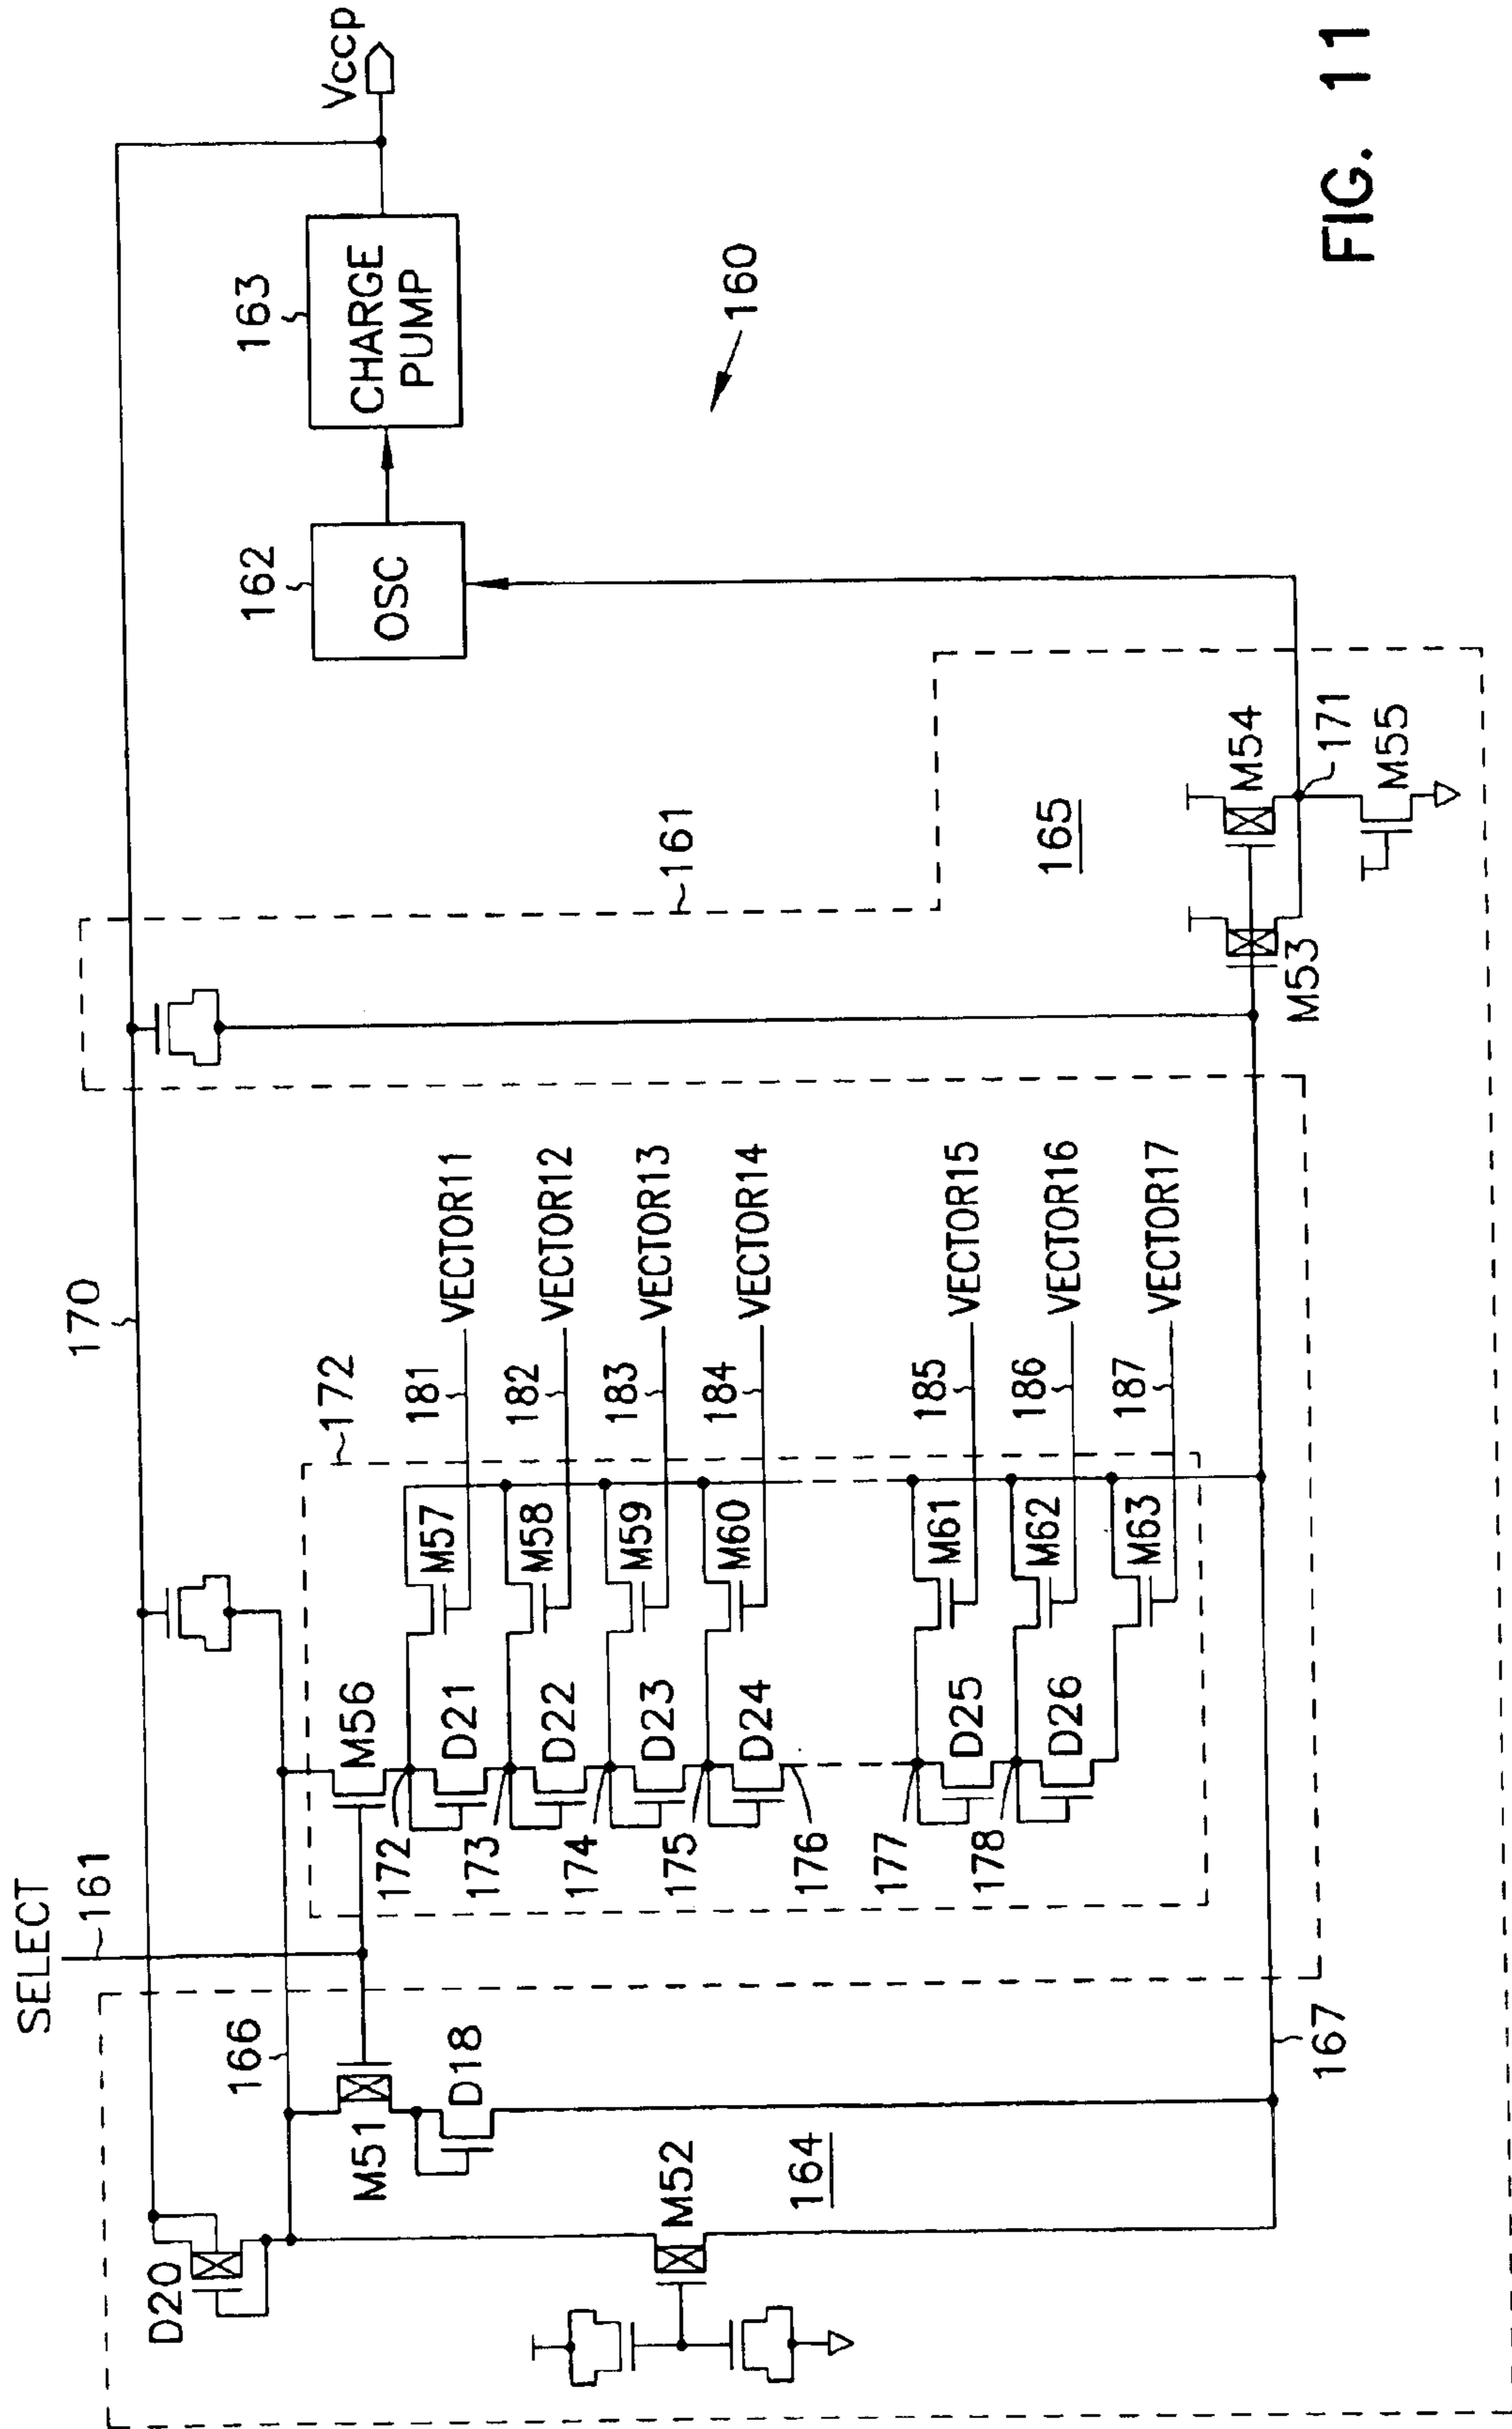 SELECT
161
170
166
D20
M51
D18
M52
164
167
M56
172
172
D21
173
D22
174
D23
175
D24
176
177
D25
178
D26
M57
M58
M59
M60
M61
M62
M63
181
VECTOR11
182
VECTOR12
183
VECTOR13
184
VECTOR14
185
VECTOR15
186
VECTOR16
187
VECTOR17
161
165
M53
M54
171
M55
162
OSC
163
CHARGE
PUMP
Vccp
160
FIG. 11